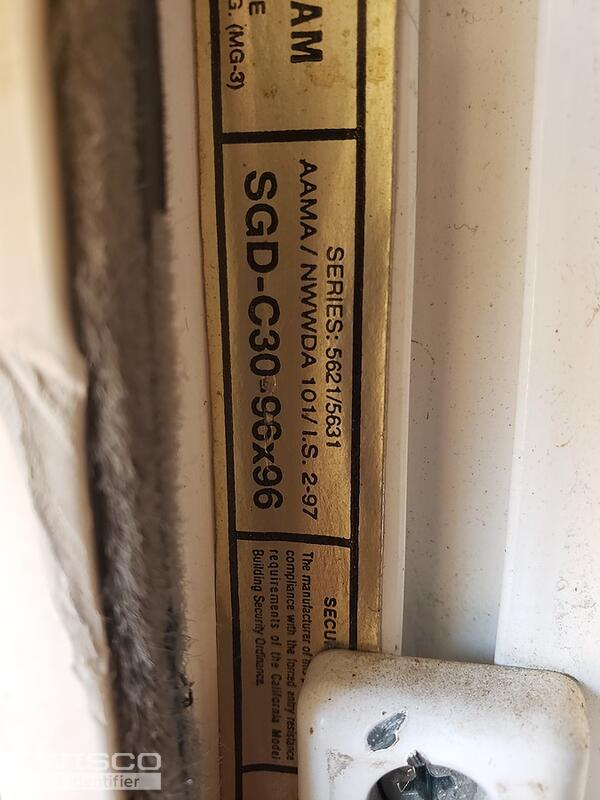 AM
E
G. (MG-3)
SERIES: 5621/5631
AAMA / NWWDA 101/ I.S. 2-97
SGD-C30-96x96
SECU
The manufacturer of this
compliance with the forced entry resistance
requirements of the California Model
Building Security Ordinance.
WISCO
Identifier